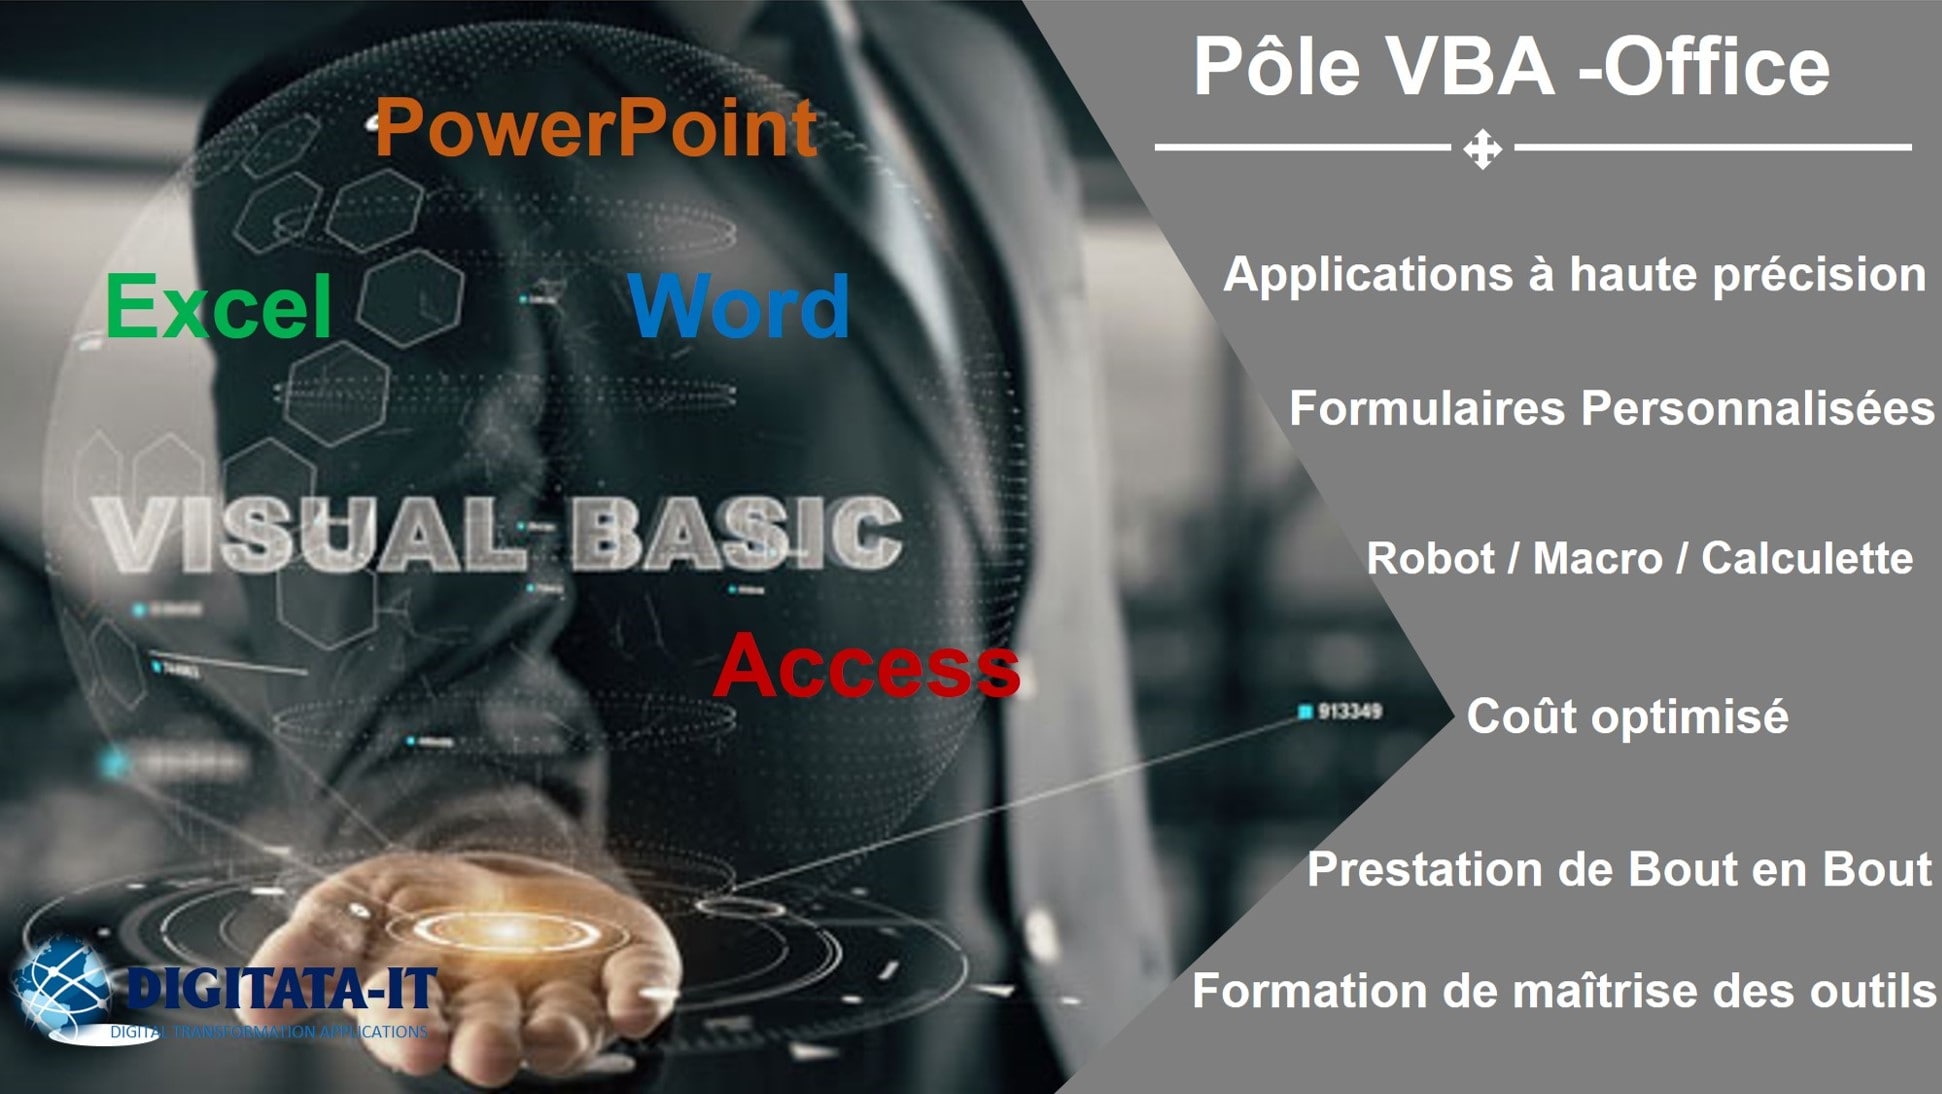 PowerPoint
Excel
Word
VISUAL BASIC
Access
913349
DIGITATA-IT
DIGITAL TRANSFORMATION APPLICATIONS
Pôle VBA -Office
Applications à haute précision
Formulaires Personnalisées
Robot / Macro / Calculette
Coût optimisé
Prestation de Bout en Bout
Formation de maîtrise des outils